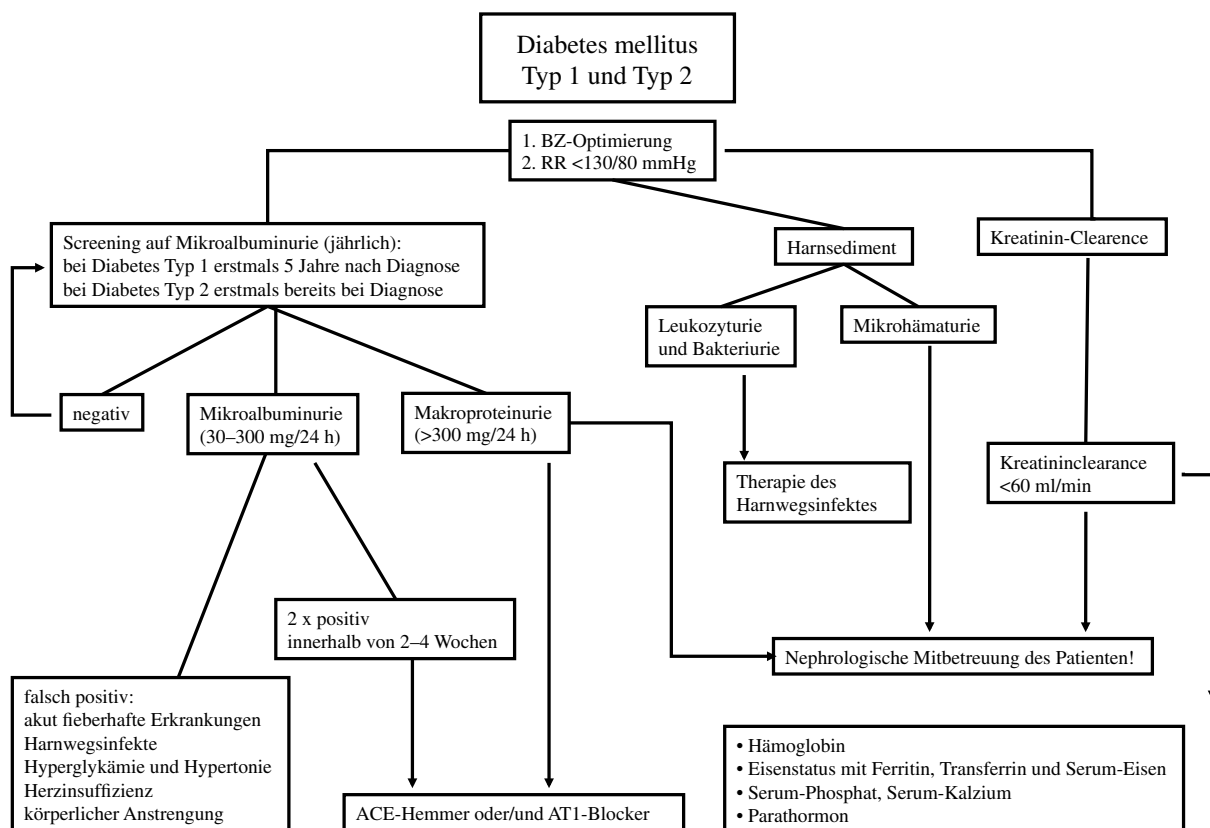 Diabetes mellitus
Typ 1 und Typ 2
1. BZ-Optimierung
2. RR <130/80 mmHg
Screening auf Mikroalbuminurie (jährlich):
bei Diabetes Typ 1 erstmals 5 Jahre nach Diagnose
bei Diabetes Typ 2 erstmals bereits bei Diagnose
Harnsediment
Kreatinin-Clearence
Leukozyturie
und Bakteriurie
Mikrohämaturie
negativ
Mikroalbuminurie
(30–300 mg/24 h)
Makroproteinurie
(>300 mg/24 h)
Therapie des
Harnwegsinfektes
Kreatininclearance
<60 ml/min
2 x positiv
innerhalb von 2–4 Wochen
Nephrologische Mitbetreuung des Patienten!
falsch positiv:
akut fieberhafte Erkrankungen
Harnwegsinfekte
Hyperglykämie und Hypertonie
Herzinsuffizienz
körperlicher Anstrengung
ACE-Hemmer oder/und AT1-Blocker
• Hämoglobin
• Eisenstatus mit Ferritin, Transferrin und Serum-Eisen
• Serum-Phosphat, Serum-Kalzium
• Parathormon